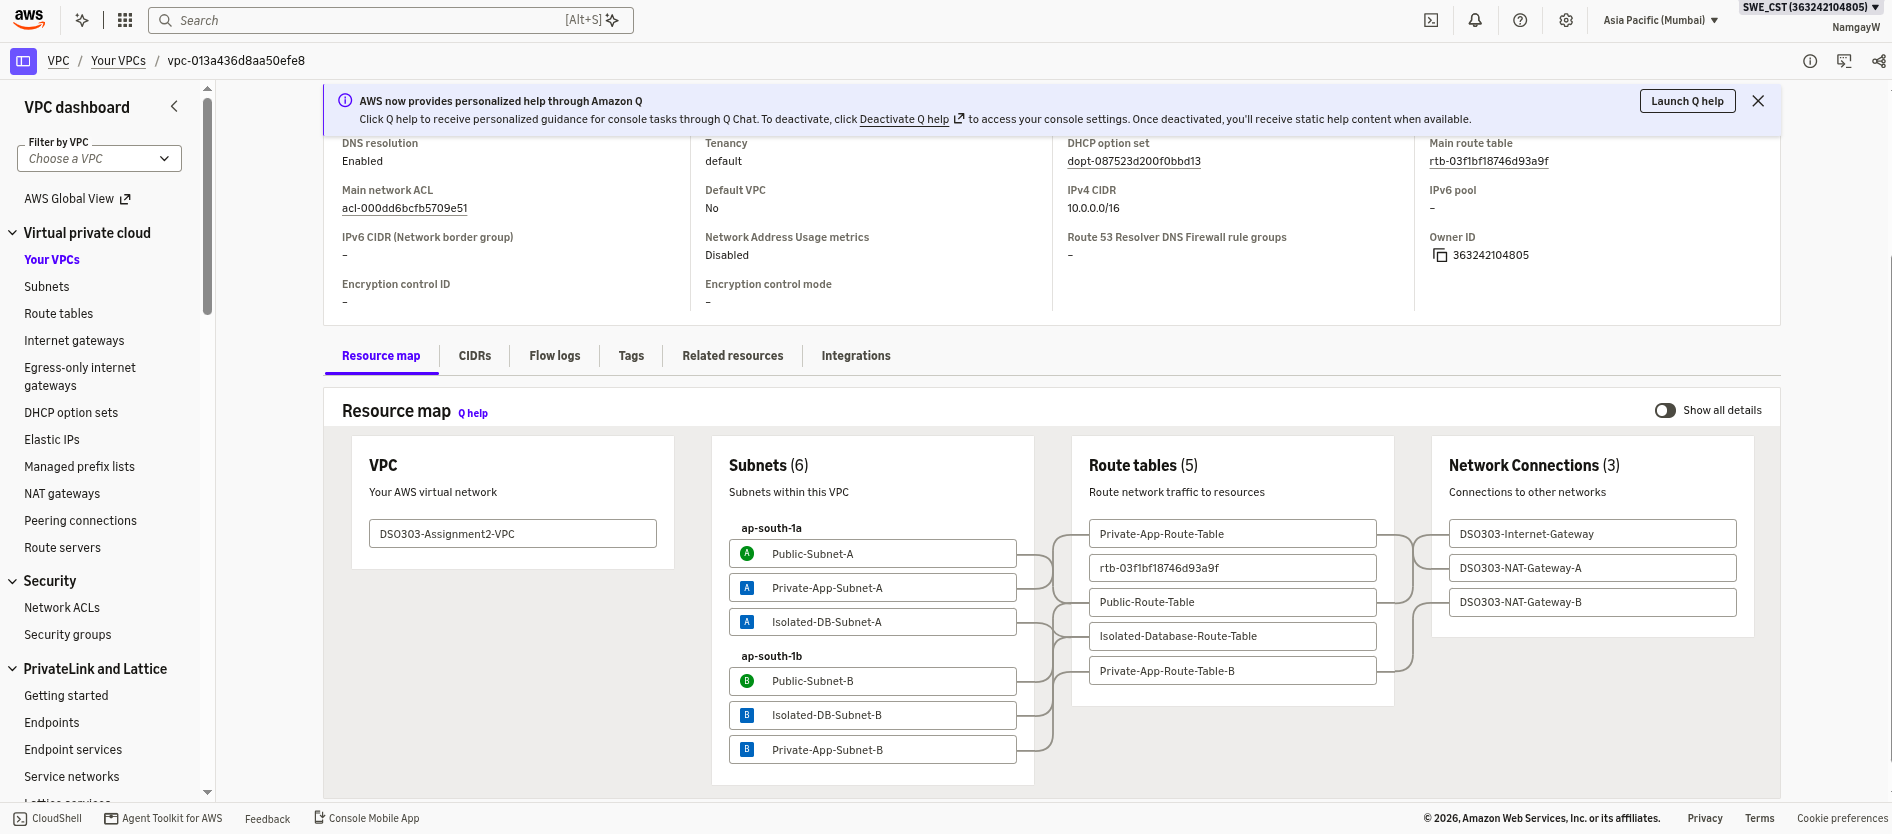 aws
Search
[Alt+S]
Asia Pacific (Mumbai)
SWE_CST (363242104805)
NamgayW
VPC / Your VPCs / vpc-013a436d8aa50efe8
VPC dashboard
Filter by VPC
Choose a VPC
AWS Global View
Virtual private cloud
Your VPCs
Subnets
Route tables
Internet gateways
Egress-only internet
gateways
DHCP option sets
Elastic IPs
Managed prefix lists
NAT gateways
Peering connections
Route servers
Security
Network ACLs
Security groups
PrivateLink and Lattice
Getting started
Endpoints
Endpoint services
Service networks
AWS now provides personalized help through Amazon Q
Click Q help to receive personalized guidance for console tasks through Q Chat. To deactivate, click Deactivate Q help to access your console settings. Once deactivated, you'll receive static help content when available.
Launch Q help
DNS resolution
Enabled
Tenancy
default
DHCP option set
dopt-087523d200f0bbd13
Main route table
rtb-03f1bf18746d93a9f
Main network ACL
acl-000dd6bcfb5709e51
Default VPC
No
IPv4 CIDR
10.0.0.0/16
IPv6 pool
–
IPv6 CIDR (Network border group)
–
Network Address Usage metrics
Disabled
Route 53 Resolver DNS Firewall rule groups
–
Owner ID
363242104805
Encryption control ID
–
Encryption control mode
–
Resource map
CIDRs
Flow logs
Tags
Related resources
Integrations
Resource map Q help
Show all details
VPC
Your AWS virtual network
DSO303-Assignment2-VPC
Subnets (6)
Subnets within this VPC
ap-south-1a
A Public-Subnet-A
A Private-App-Subnet-A
A Isolated-DB-Subnet-A
ap-south-1b
B Public-Subnet-B
B Isolated-DB-Subnet-B
B Private-App-Subnet-B
Route tables (5)
Route network traffic to resources
Private-App-Route-Table
rtb-03f1bf18746d93a9f
Public-Route-Table
Isolated-Database-Route-Table
Private-App-Route-Table-B
Network Connections (3)
Connections to other networks
DSO303-Internet-Gateway
DSO303-NAT-Gateway-A
DSO303-NAT-Gateway-B
CloudShell
Agent Toolkit for AWS
Feedback
Console Mobile App
© 2026, Amazon Web Services, Inc. or its affiliates.
Privacy
Terms
Cookie preferences